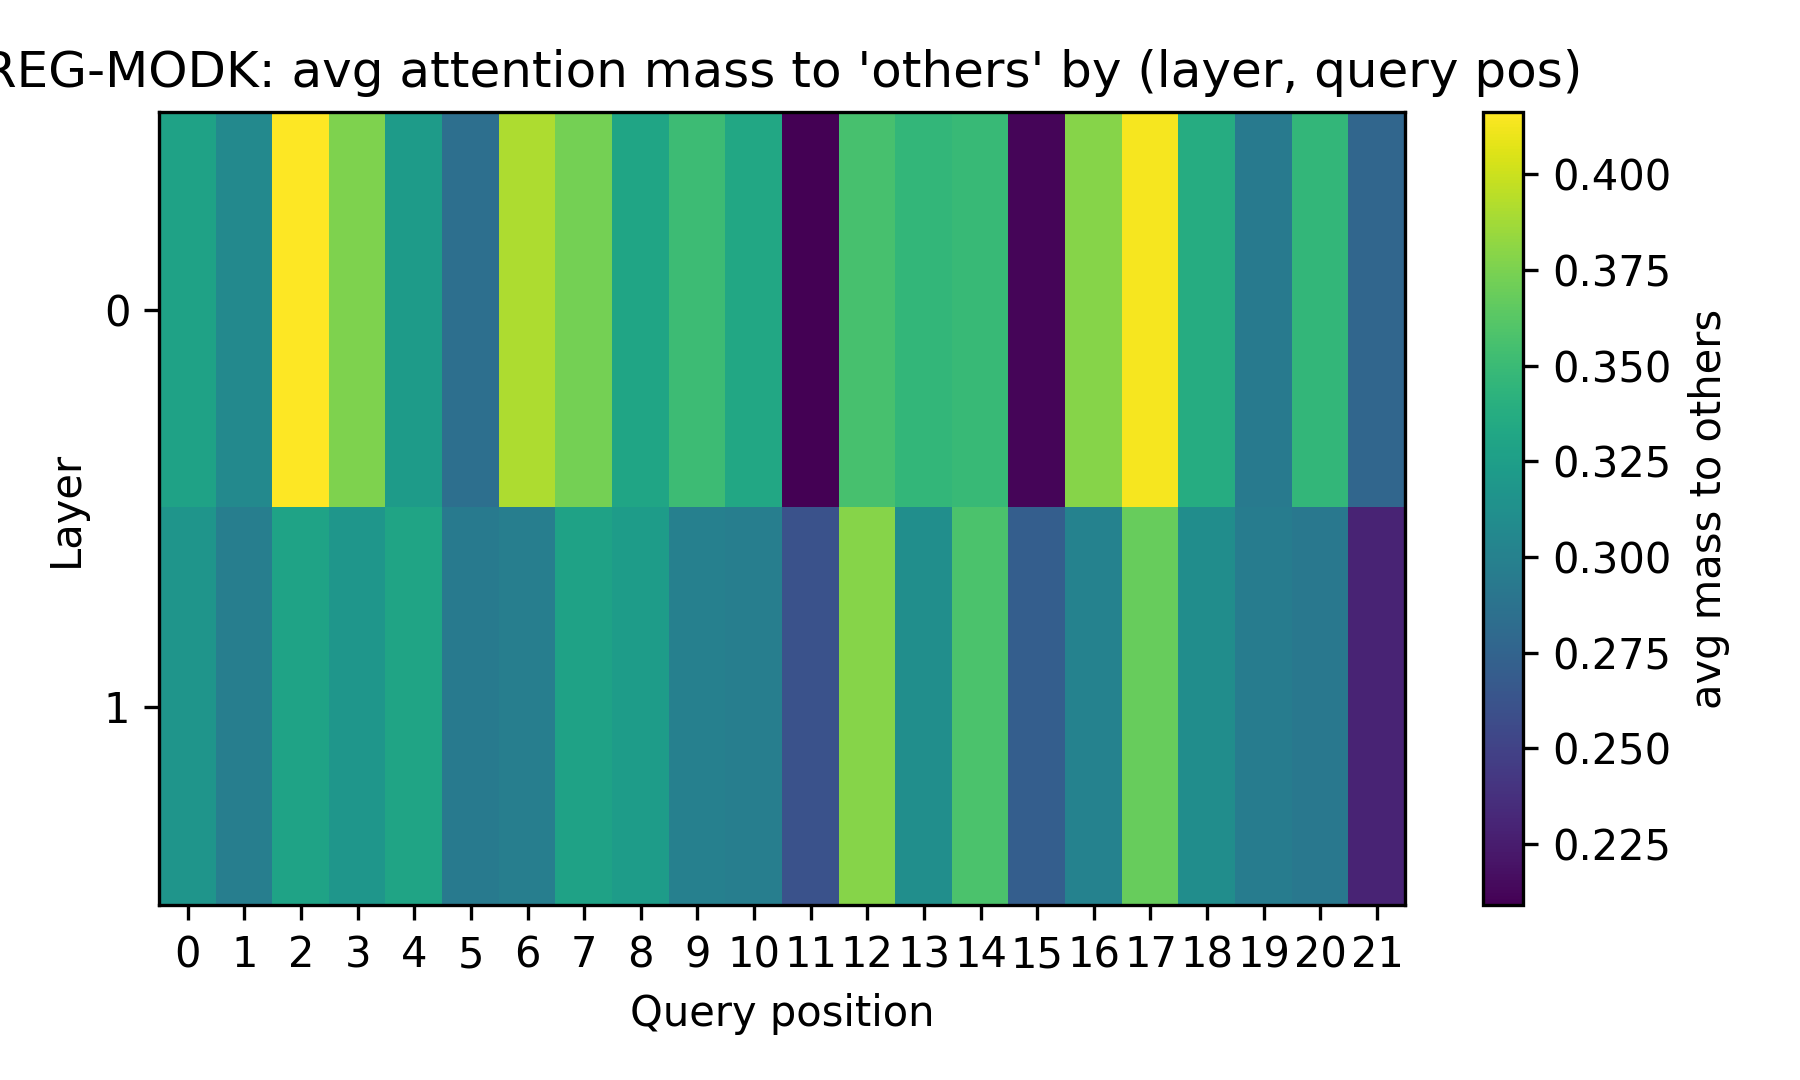 REG-MODK: avg attention mass to 'others' by (layer, query pos)
0
1
Layer
0 1 2 3 4 5 6 7 8 9 10 11 12 13 14 15 16 17 18 19 20 21
Query position
0.400
0.375
0.350
0.325
0.300
0.275
0.250
0.225
avg mass to others